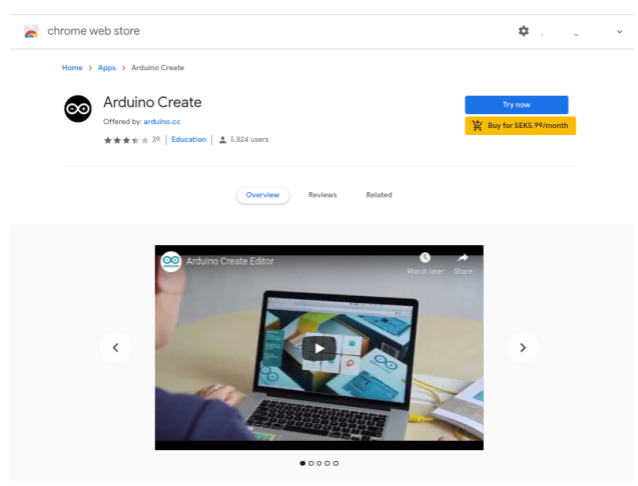 chrome web store
Home > Apps > Arduino Create
Arduino Create
Offered by: arduino.cc
39 | Education | 5,824 users
Try now
Buy for SEK5.99/month
Overview Reviews Related
Arduino Create Editor
Watch later Share